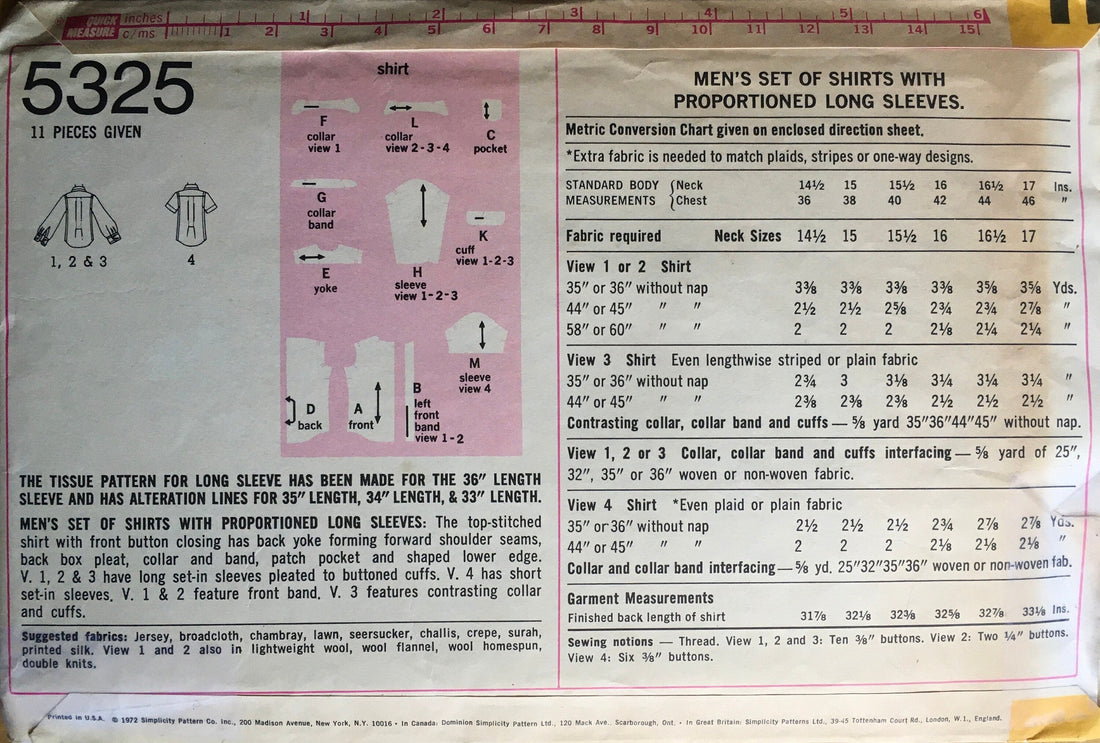 QUICK MEASURE inches 1 2 3 4 5 6
c/ms 1 2 3 4 5 6 7 8 9 10 11 12 13 14 15
5325
11 PIECES GIVEN
1, 2 & 3
4
shirt
F
collar
view 1
L
collar
view 2-3-4
C
pocket
G
collar
band
K
cuff
view 1-2-3
E
yoke
H
sleeve
view 1-2-3
M
sleeve
view 4
D
back
A
front
B
left
front
band
view 1-2
THE TISSUE PATTERN FOR LONG SLEEVE HAS BEEN MADE FOR THE 36" LENGTH
SLEEVE AND HAS ALTERATION LINES FOR 35" LENGTH, 34" LENGTH, & 33" LENGTH.
MEN'S SET OF SHIRTS WITH PROPORTIONED LONG SLEEVES: The top-stitched
shirt with front button closing has back yoke forming forward shoulder seams,
back box pleat, collar and band, patch pocket and shaped lower edge.
V. 1, 2 & 3 have long set-in sleeves pleated to buttoned cuffs. V. 4 has short
set-in sleeves. V. 1 & 2 feature front band. V. 3 features contrasting collar
and cuffs.
Suggested fabrics: Jersey, broadcloth, chambray, lawn, seersucker, challis, crepe, surah,
printed silk. View 1 and 2 also in lightweight wool, wool flannel, wool homespun,
double knits.
MEN'S SET OF SHIRTS WITH
PROPORTIONED LONG SLEEVES.
Metric Conversion Chart given on enclosed direction sheet.
*Extra fabric is needed to match plaids, stripes or one-way designs.
STANDARD BODY { Neck 14½ 15 15½ 16 16½ 17 Ins.
MEASUREMENTS { Chest 36 38 40 42 44 46 "
Fabric required Neck Sizes 14½ 15 15½ 16 16½ 17
View 1 or 2 Shirt
35" or 36" without nap 3⅜ 3⅜ 3⅜ 3⅜ 3⅝ 3⅝ Yds.
44" or 45" " " 2½ 2½ 2⅝ 2¾ 2¾ 2⅞ "
58" or 60" " " 2 2 2 2⅛ 2¼ 2¼ "
View 3 Shirt Even lengthwise striped or plain fabric
35" or 36" without nap 2¾ 3 3⅛ 3¼ 3¼ 3¼ "
44" or 45" " " 2⅜ 2⅜ 2⅜ 2½ 2½ 2½ "
Contrasting collar, collar band and cuffs — ⅝ yard 35"36"44"45" without nap.
View 1, 2 or 3 Collar, collar band and cuffs interfacing — ⅝ yard of 25",
32", 35" or 36" woven or non-woven fabric.
View 4 Shirt *Even plaid or plain fabric
35" or 36" without nap 2½ 2½ 2½ 2¾ 2⅞ 2⅞ Yds.
44" or 45" " " 2 2 2 2⅛ 2⅛ 2⅛ "
Collar and collar band interfacing — ⅝ yd. 25"32"35"36" woven or non-woven fab.
Garment Measurements
Finished back length of shirt 31⅞ 32⅛ 32⅜ 32⅝ 32⅞ 33⅛ Ins.
Sewing notions — Thread. View 1, 2 and 3: Ten ⅜" buttons. View 2: Two ¼" buttons.
View 4: Six ⅜" buttons.
Printed in U.S.A. © 1972 Simplicity Pattern Co. Inc., 200 Madison Avenue, New York, N.Y. 10016 • In Canada: Dominion Simplicity Pattern Ltd., 120 Mack Ave., Scarborough, Ont. • In Great Britain: Simplicity Patterns Ltd., 39-45 Tottenham Court Rd., London, W.1., England.